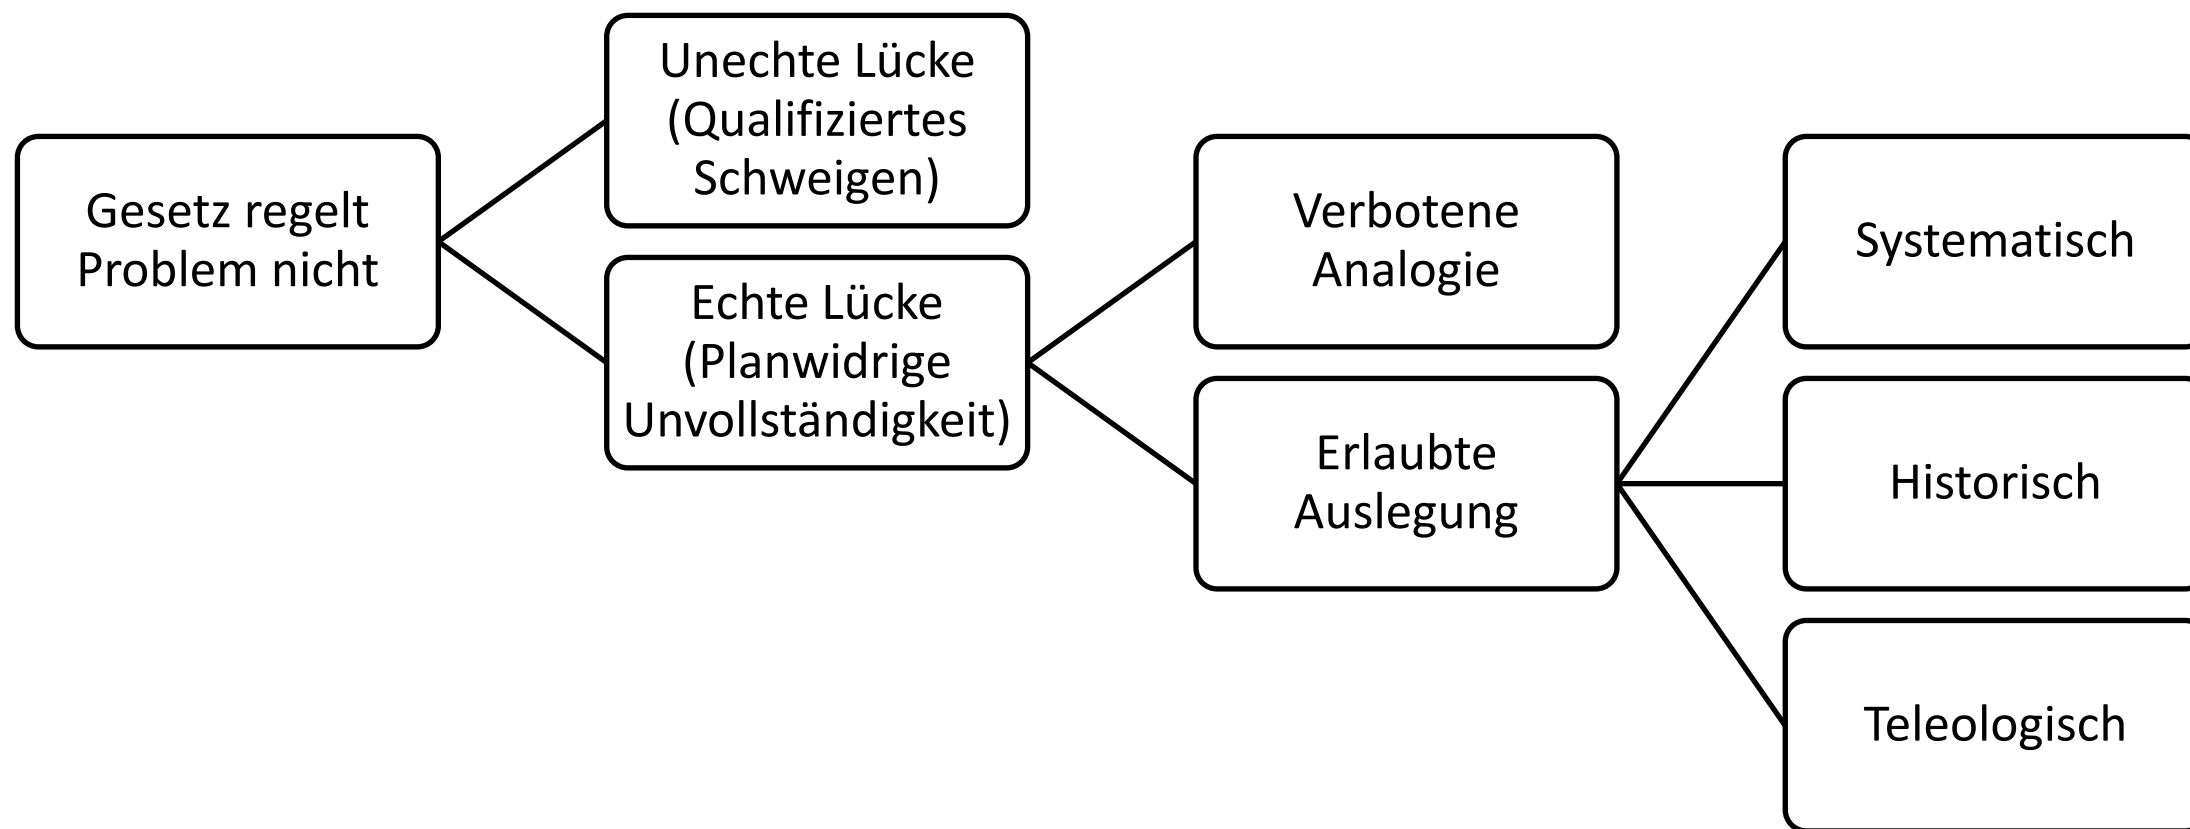 Gesetz regelt
Problem nicht
Unechte Lücke
(Qualifiziertes
Schweigen)
Echte Lücke
(Planwidrige
Unvollständigkeit)
Verbotene
Analogie
Erlaubte
Auslegung
Systematisch
Historisch
Teleologisch